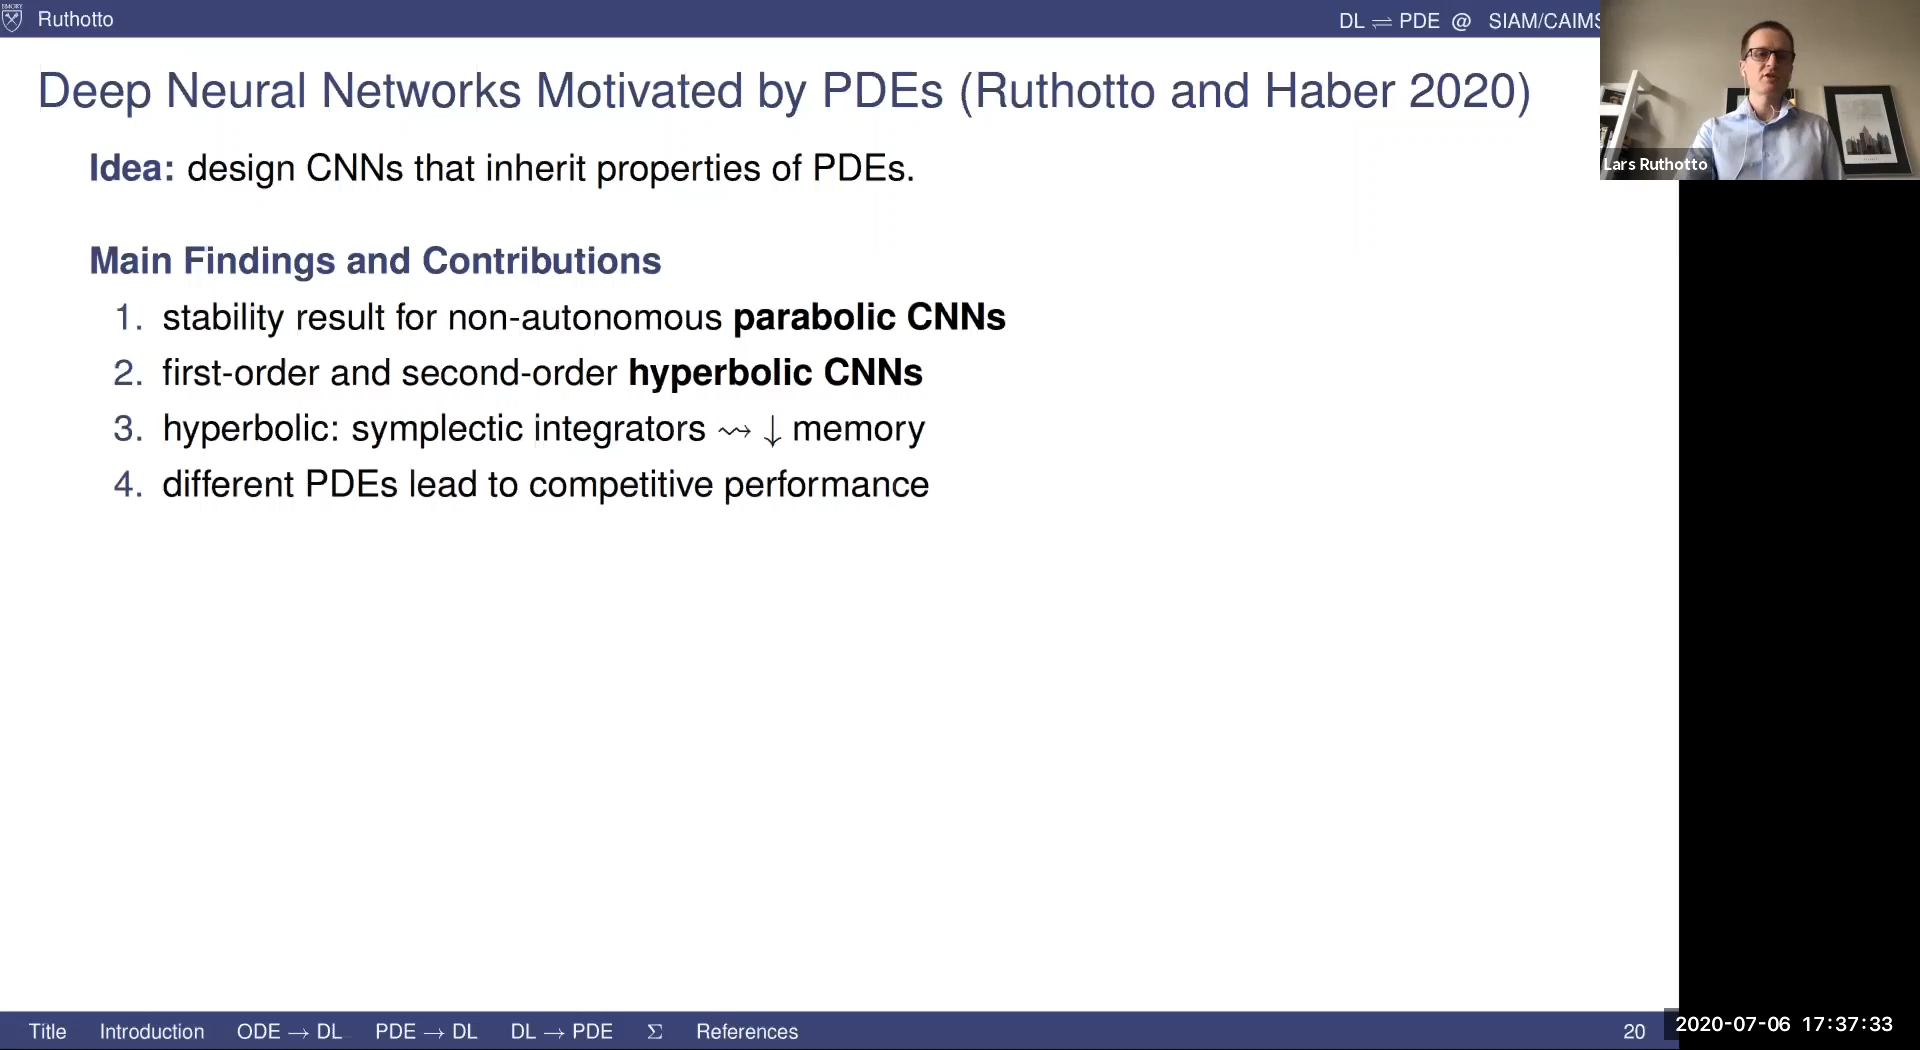 EMORY
Ruthotto
DL ⇌ PDE @ SIAM/CAIMS
Deep Neural Networks Motivated by PDEs (Ruthotto and Haber 2020)
Idea: design CNNs that inherit properties of PDEs.
Lars Ruthotto
Main Findings and Contributions
1. stability result for non-autonomous parabolic CNNs
2. first-order and second-order hyperbolic CNNs
3. hyperbolic: symplectic integrators ⇝ ↓ memory
4. different PDEs lead to competitive performance
Title Introduction ODE → DL PDE → DL DL → PDE Σ References 20
2020-07-06 17:37:33